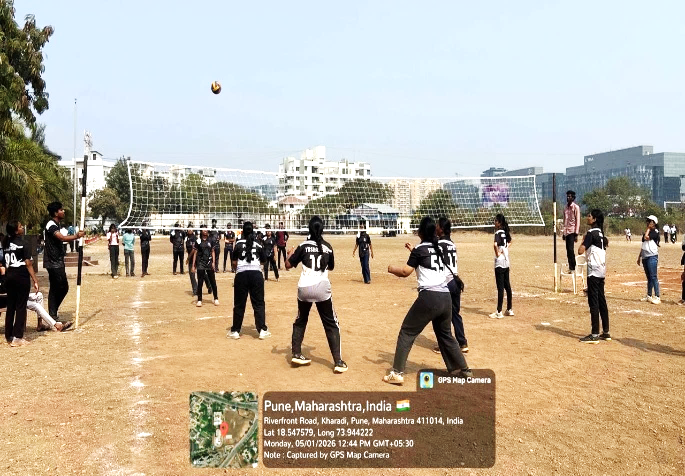 10
GPS Map Camera
Pune,Maharashtra,India
Riverfront Road, Kharadi, Pune, Maharashtra 411014, India
Lat 18.547579, Long 73.944222
Monday, 05/01/2026 12:44 PM GMT+05:30
Note : Captured by GPS Map Camera